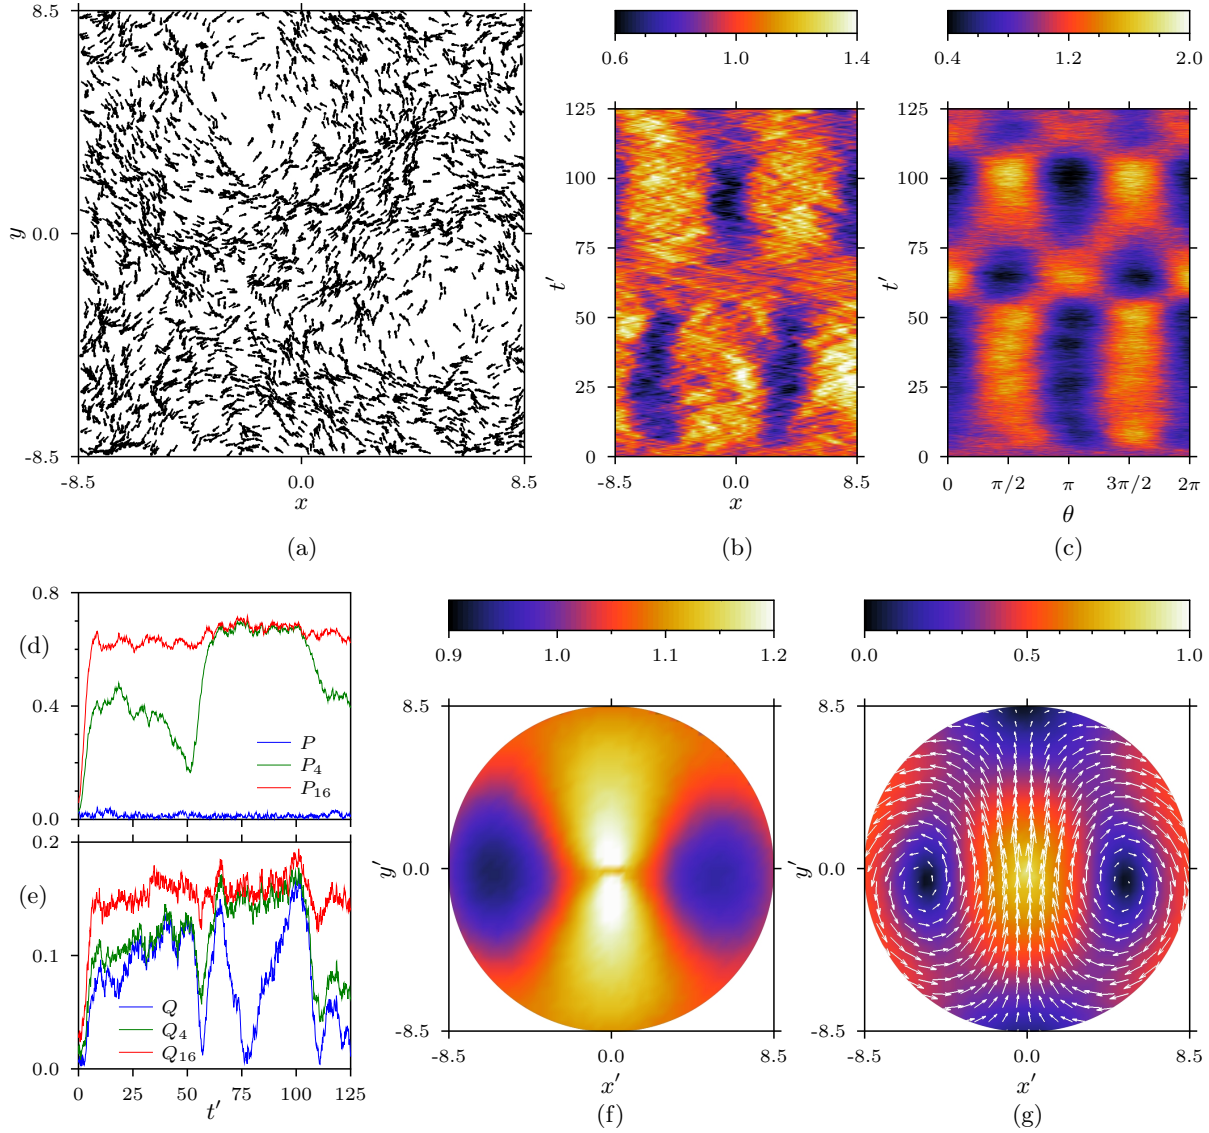 8.5
y
0.0
-8.5
-8.5 0.0 8.5
x
(a)
0.6 1.0 1.4
125
100
75
t′
50
25
0
-8.5 0.0 8.5
x
(b)
0.4 1.2 2.0
125
100
75
t′
50
25
0
0 π/2 π 3π/2 2π
θ
(c)
(d)
0.8
0.4
0.0
P
P4
P16
(e)
0.2
0.1
0.0
Q
Q4
Q16
0 25 50 75 100 125
t′
0.9 1.0 1.1 1.2
8.5
y′
0.0
-8.5
-8.5 0.0 8.5
x′
(f)
0.0 0.5 1.0
8.5
y′
0.0
-8.5
-8.5 0.0 8.5
x′
(g)